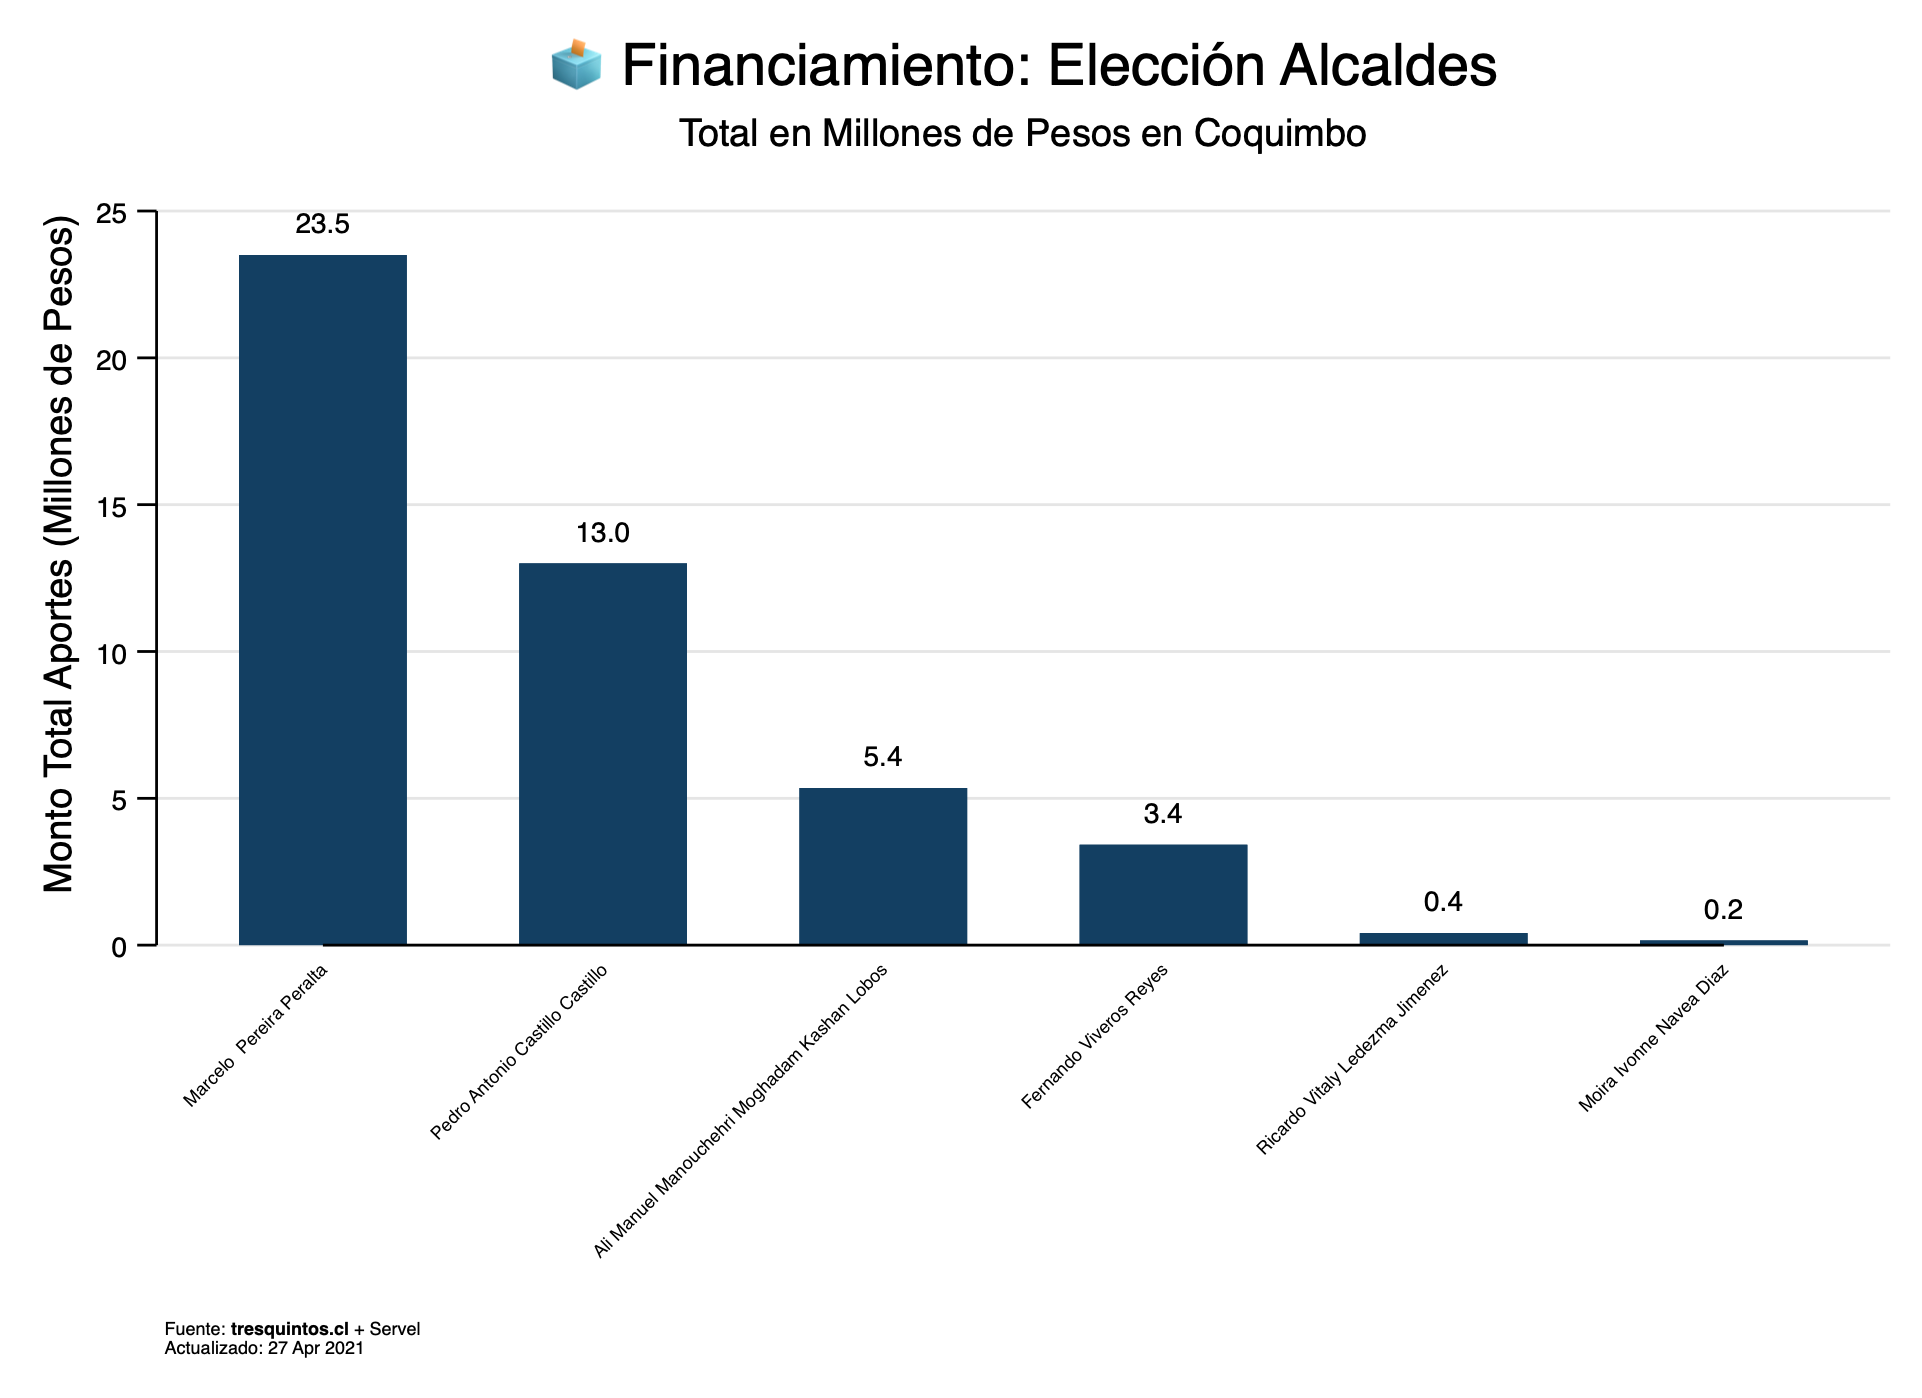 Financiamiento: Elección Alcaldes
Total en Millones de Pesos en Coquimbo
Monto Total Aportes (Millones de Pesos)
25
20
15
10
5
0
23.5
13.0
5.4
3.4
0.4
0.2
Marcelo  Pereira Peralta
Pedro Antonio Castillo Castillo
Ali Manuel Manouchehri Moghadam Kashan Lobos
Fernando Viveros Reyes
Ricardo Vitaly Ledezma Jimenez
Moira Ivonne Navea Diaz
Fuente: tresquintos.cl + Servel
Actualizado: 27 Apr 2021